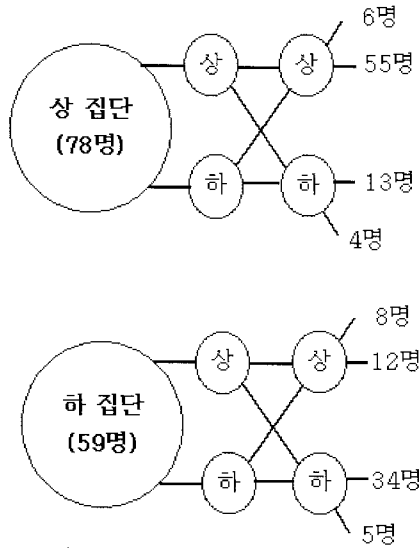 6명
상 상 55명
상 집단
(78명)
하 하 13명
4명
8명
상 상 12명
하 집단
(59명)
하 하 34명
5명